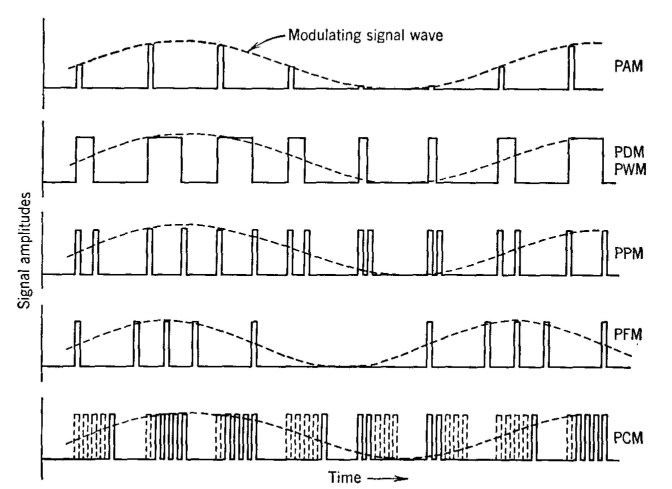 Modulating signal wave
PAM
PDM
PWM
PPM
PFM
PCM
Signal amplitudes
Time